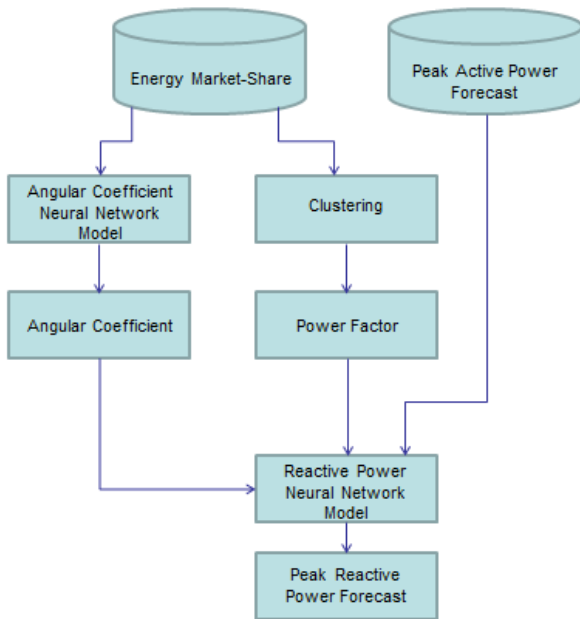 Energy Market-Share
Peak Active Power
Forecast
Angular Coefficient
Neural Network
Model
Clustering
Angular Coefficient
Power Factor
Reactive Power
Neural Network
Model
Peak Reactive
Power Forecast